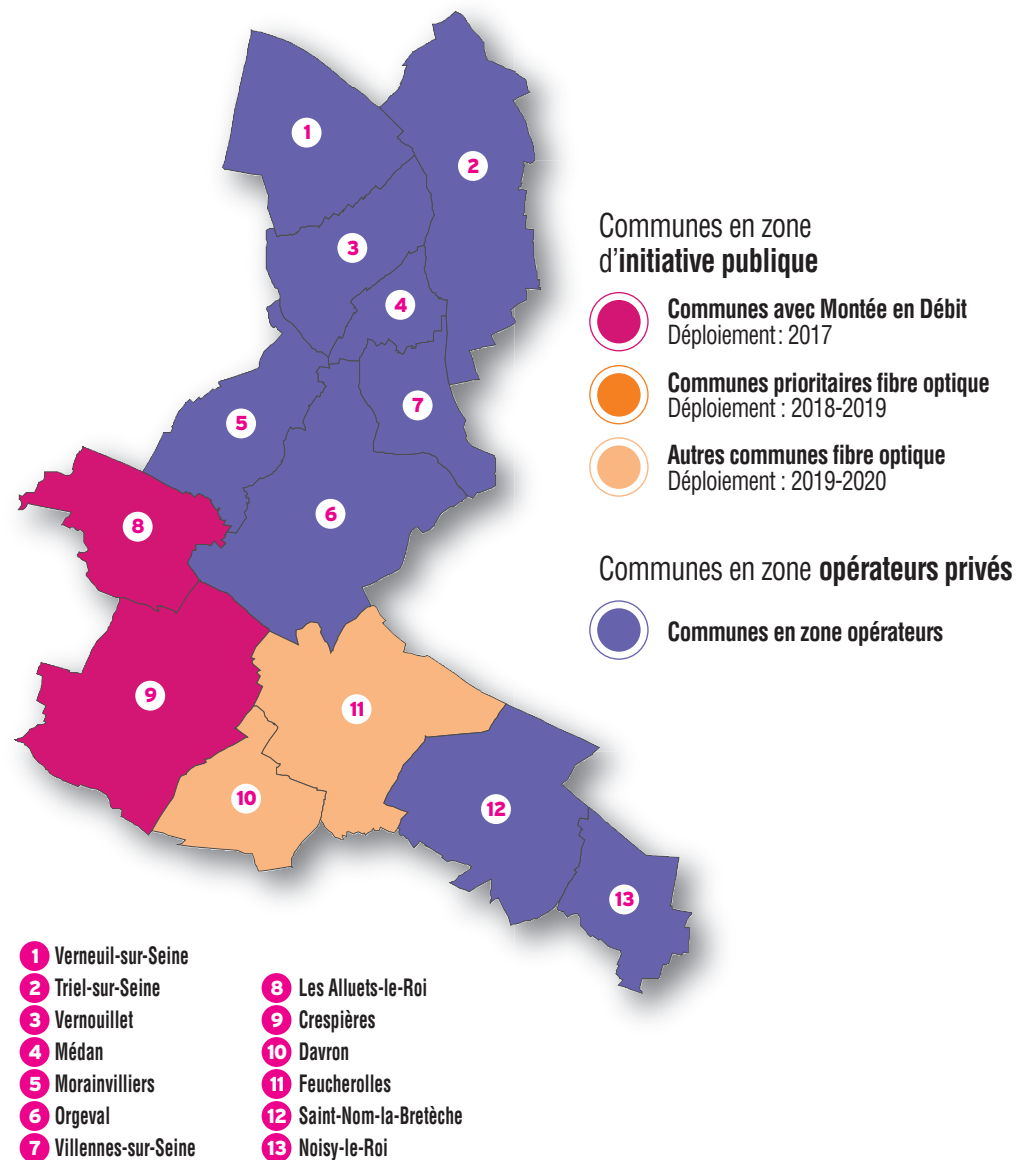 1
2
3
4
5
6
7
8
9
10
11
12
13
Communes en zone
d'initiative publique
Communes avec Montée en Débit
Déploiement : 2017
Communes prioritaires fibre optique
Déploiement : 2018-2019
Autres communes fibre optique
Déploiement : 2019-2020
Communes en zone opérateurs privés
Communes en zone opérateurs
1 Verneuil-sur-Seine
2 Triel-sur-Seine
3 Vernouillet
4 Médan
5 Morainvilliers
6 Orgeval
7 Villennes-sur-Seine
8 Les Alluets-le-Roi
9 Crespières
10 Davron
11 Feucherolles
12 Saint-Nom-la-Bretèche
13 Noisy-le-Roi